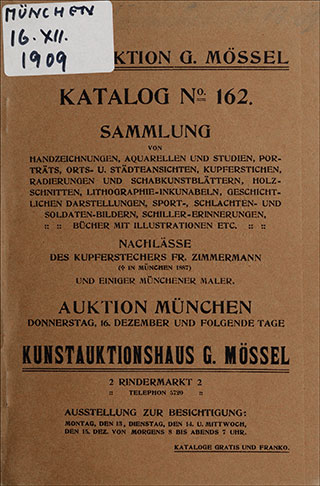 MÜNCHEN
16. XII.
1909
KTION G. MÖSSEL
KATALOG No. 162.
SAMMLUNG
VON
HANDZEICHNUNGEN, AQUARELLEN UND STUDIEN, POR-
TRÄTS, ORTS- U. STÄDTEANSICHTEN, KUPFERSTICHEN,
RADIERUNGEN UND SCHABKUNSTBLÄTTERN, HOLZ-
SCHNITTEN, LITHOGRAPHIE-INKUNABELN, GESCHICHT-
LICHEN DARSTELLUNGEN, SPORT-, SCHLACHTEN- UND
SOLDATEN-BILDERN, SCHILLER-ERINNERUNGEN,
:: :: BÜCHER MIT ILLUSTRATIONEN ETC. :: ::
NACHLÄSSE
DES KUPFERSTECHERS FR. ZIMMERMANN
(✝ IN MÜNCHEN 1887)
UND EINIGER MÜNCHENER MALER.
AUKTION MÜNCHEN
DONNERSTAG, 16. DEZEMBER UND FOLGENDE TAGE
KUNSTAUKTIONSHAUS G. MÖSSEL
2 RINDERMARKT 2
:: TELEPHON 5720 ::
AUSSTELLUNG ZUR BESICHTIGUNG:
MONTAG, DEN 13., DIENSTAG, DEN 14. U. MITTWOCH,
DEN 15. DEZ. VON MORGENS 8 BIS ABENDS 7 UHR.
KATALOGE GRATIS UND FRANKO.